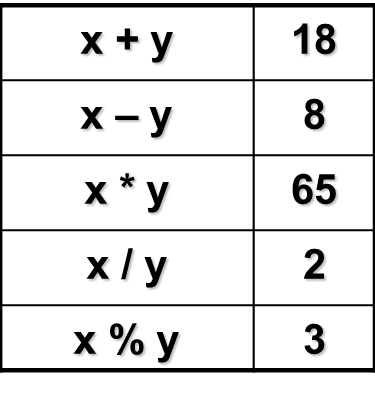 x + y 18
x – y 8
x * y 65
x / y 2
x % y 3